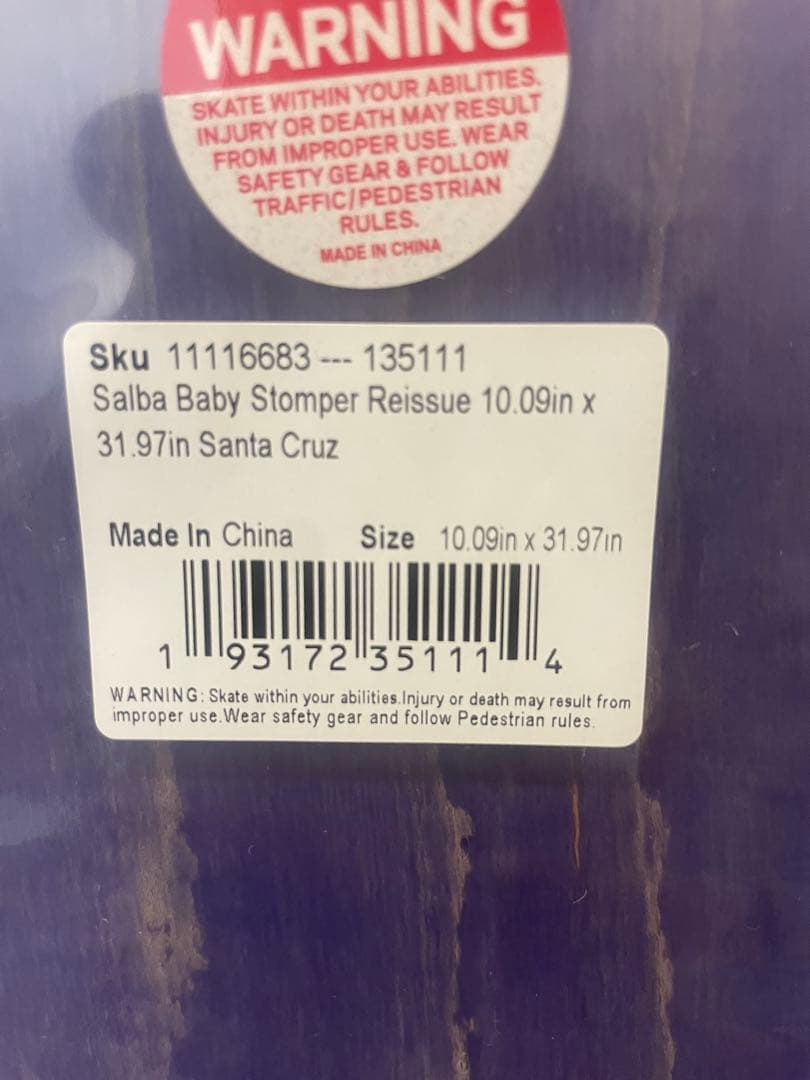 WARNING
SKATE WITHIN YOUR ABILITIES.
INJURY OR DEATH MAY RESULT
FROM IMPROPER USE. WEAR
SAFETY GEAR & FOLLOW
TRAFFIC/PEDESTRIAN
RULES.
MADE IN CHINA
Sku 11116683 --- 135111
Salba Baby Stomper Reissue 10.09in x
31.97in Santa Cruz
Made In China Size 10.09in x 31.97in
1 93172 35111 4
WARNING: Skate within your abilities.Injury or death may result from
improper use.Wear safety gear and follow Pedestrian rules.